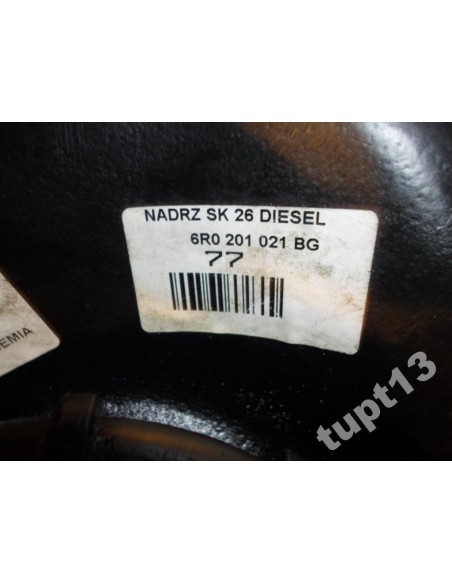 NADRZ SK 26 DIESEL
6R0 201 021 BG
77
EMIA
tupt13